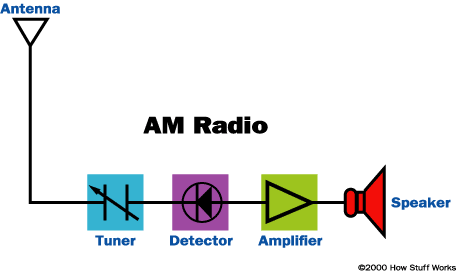 Antenna
AM Radio
Tuner
Detector
Amplifier
Speaker
©2000 How Stuff Works